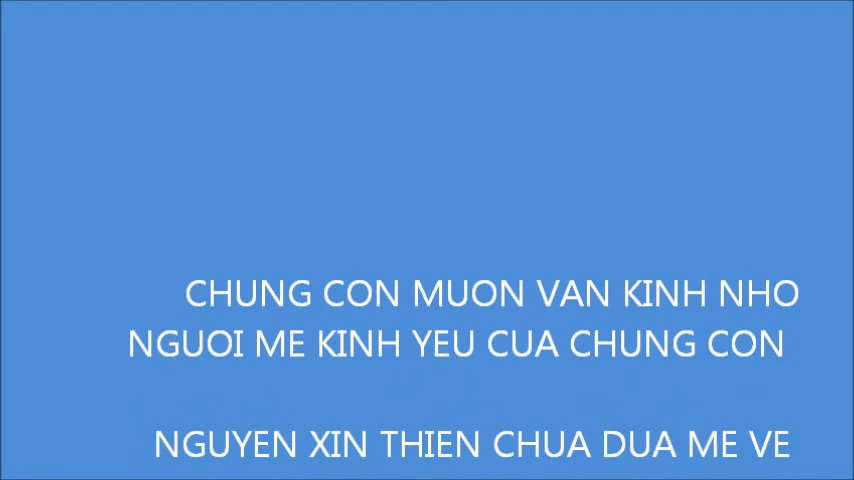 CHUNG CON MUON VAN KINH NHO
NGUOI ME KINH YEU CUA CHUNG CON
NGUYEN XIN THIEN CHUA DUA ME VE